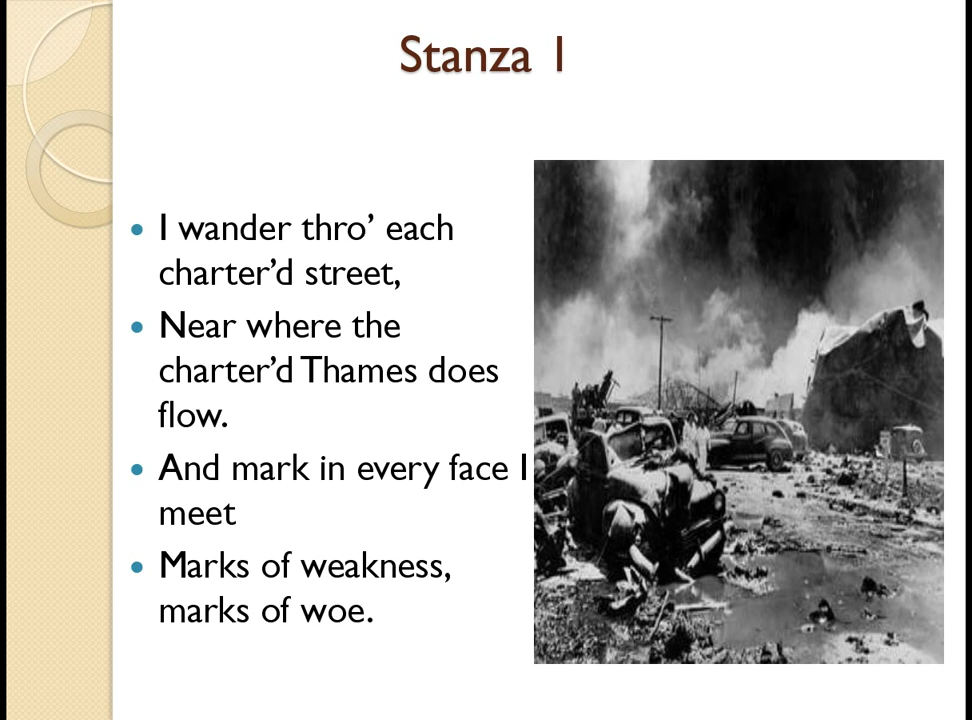 Stanza 1
I wander thro’ each
charter’d street,
Near where the
charter’d Thames does
flow.
And mark in every face I
meet
Marks of weakness,
marks of woe.